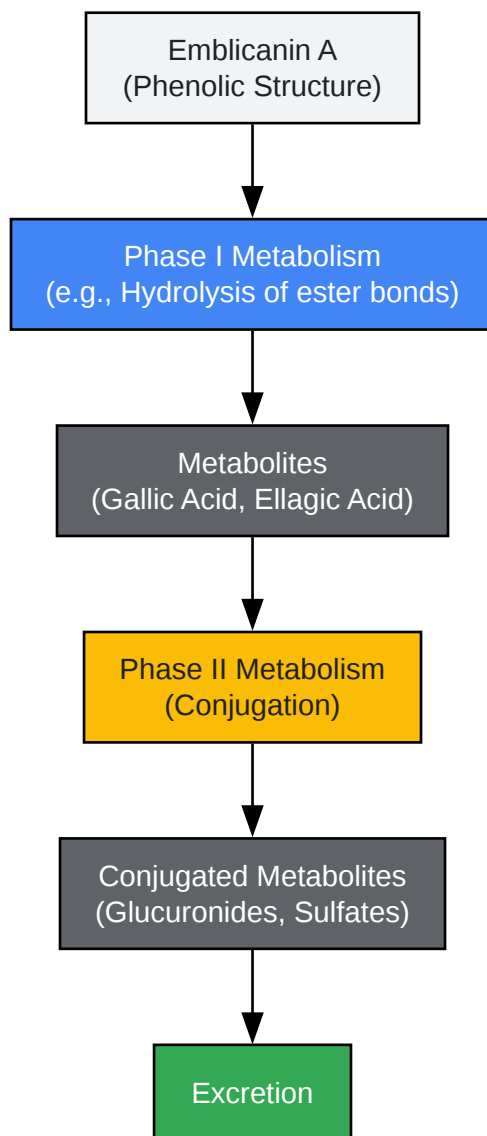 Emblicanin A
(Phenolic Structure)
Phase I Metabolism
(e.g., Hydrolysis of ester bonds)
Metabolites
(Gallic Acid, Ellagic Acid)
Phase II Metabolism
(Conjugation)
Conjugated Metabolites
(Glucuronides, Sulfates)
Excretion